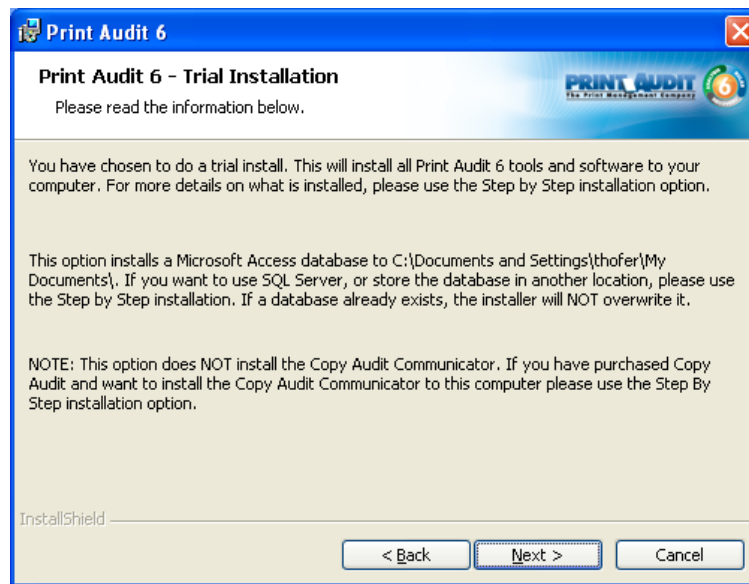 Print Audit 6
Print Audit 6 - Trial Installation
Please read the information below.
PRINT AUDIT 6
The Print Management Company
You have chosen to do a trial install. This will install all Print Audit 6 tools and software to your
computer. For more details on what is installed, please use the Step by Step installation option.
This option installs a Microsoft Access database to C:\Documents and Settings\thofer\My
Documents\. If you want to use SQL Server, or store the database in another location, please use
the Step by Step installation. If a database already exists, the installer will NOT overwrite it.
NOTE: This option does NOT install the Copy Audit Communicator. If you have purchased Copy
Audit and want to install the Copy Audit Communicator to this computer please use the Step By
Step installation option.
InstallShield
< Back Next > Cancel